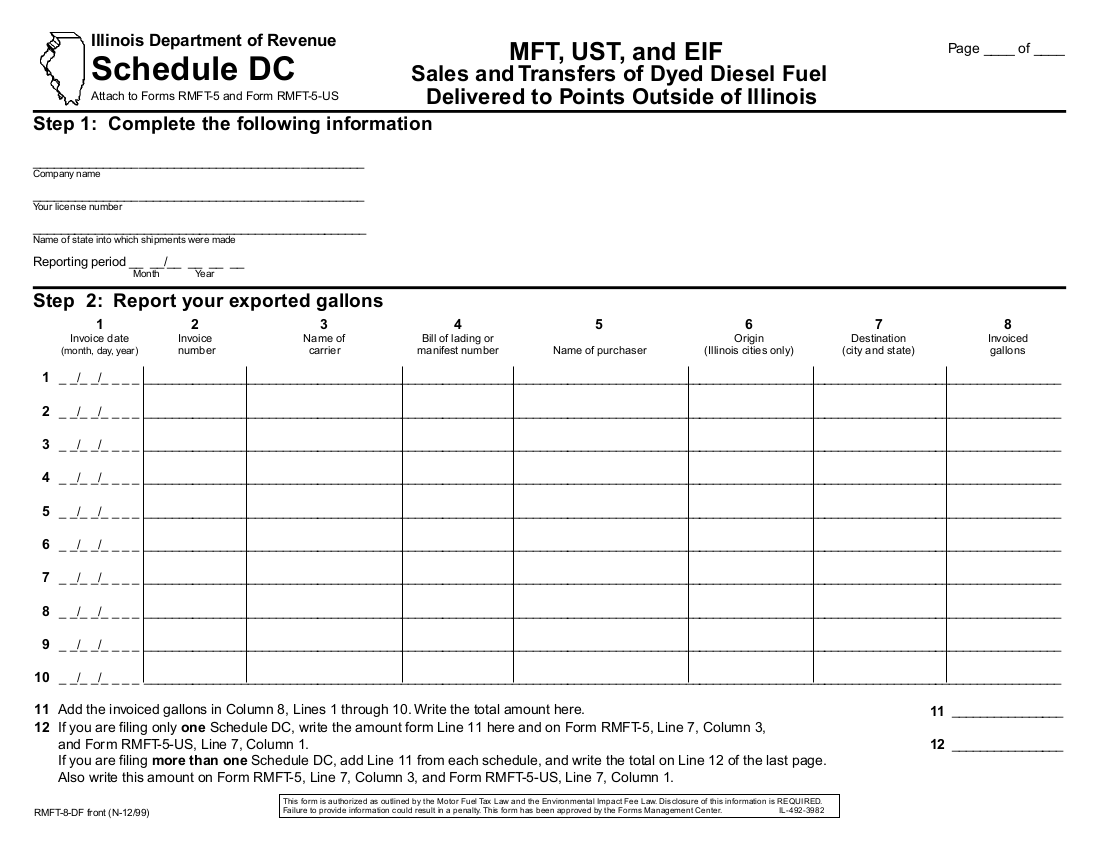 Illinois Department of Revenue
Schedule DC
Attach to Forms RMFT-5 and Form RMFT-5-US
MFT, UST, and EIF
Sales and Transfers of Dyed Diesel Fuel
Delivered to Points Outside of Illinois
Page ____ of ____
Step 1: Complete the following information
Company name
Your license number
Name of state into which shipments were made
Reporting period __ __/__ __ __ __
Month Year
Step 2: Report your exported gallons
1 2 3 4 5 6 7 8
Invoice date Invoice Name of Bill of lading or Origin Destination Invoiced
(month, day, year) number carrier manifest number Name of purchaser (Illinois cities only) (city and state) gallons
1 _ _/_ _/_ _ _ _
2 _ _/_ _/_ _ _ _
3 _ _/_ _/_ _ _ _
4 _ _/_ _/_ _ _ _
5 _ _/_ _/_ _ _ _
6 _ _/_ _/_ _ _ _
7 _ _/_ _/_ _ _ _
8 _ _/_ _/_ _ _ _
9 _ _/_ _/_ _ _ _
10 _ _/_ _/_ _ _ _
11 Add the invoiced gallons in Column 8, Lines 1 through 10. Write the total amount here. 11 _______________
12 If you are filing only one Schedule DC, write the amount form Line 11 here and on Form RMFT-5, Line 7, Column 3,
and Form RMFT-5-US, Line 7, Column 1. 12 _______________
If you are filing more than one Schedule DC, add Line 11 from each schedule, and write the total on Line 12 of the last page.
Also write this amount on Form RMFT-5, Line 7, Column 3, and Form RMFT-5-US, Line 7, Column 1.
This form is authorized as outlined by the Motor Fuel Tax Law and the Environmental Impact Fee Law. Disclosure of this information is REQUIRED.
Failure to provide information could result in a penalty. This form has been approved by the Forms Management Center. IL-492-3982
RMFT-8-DF front (N-12/99)